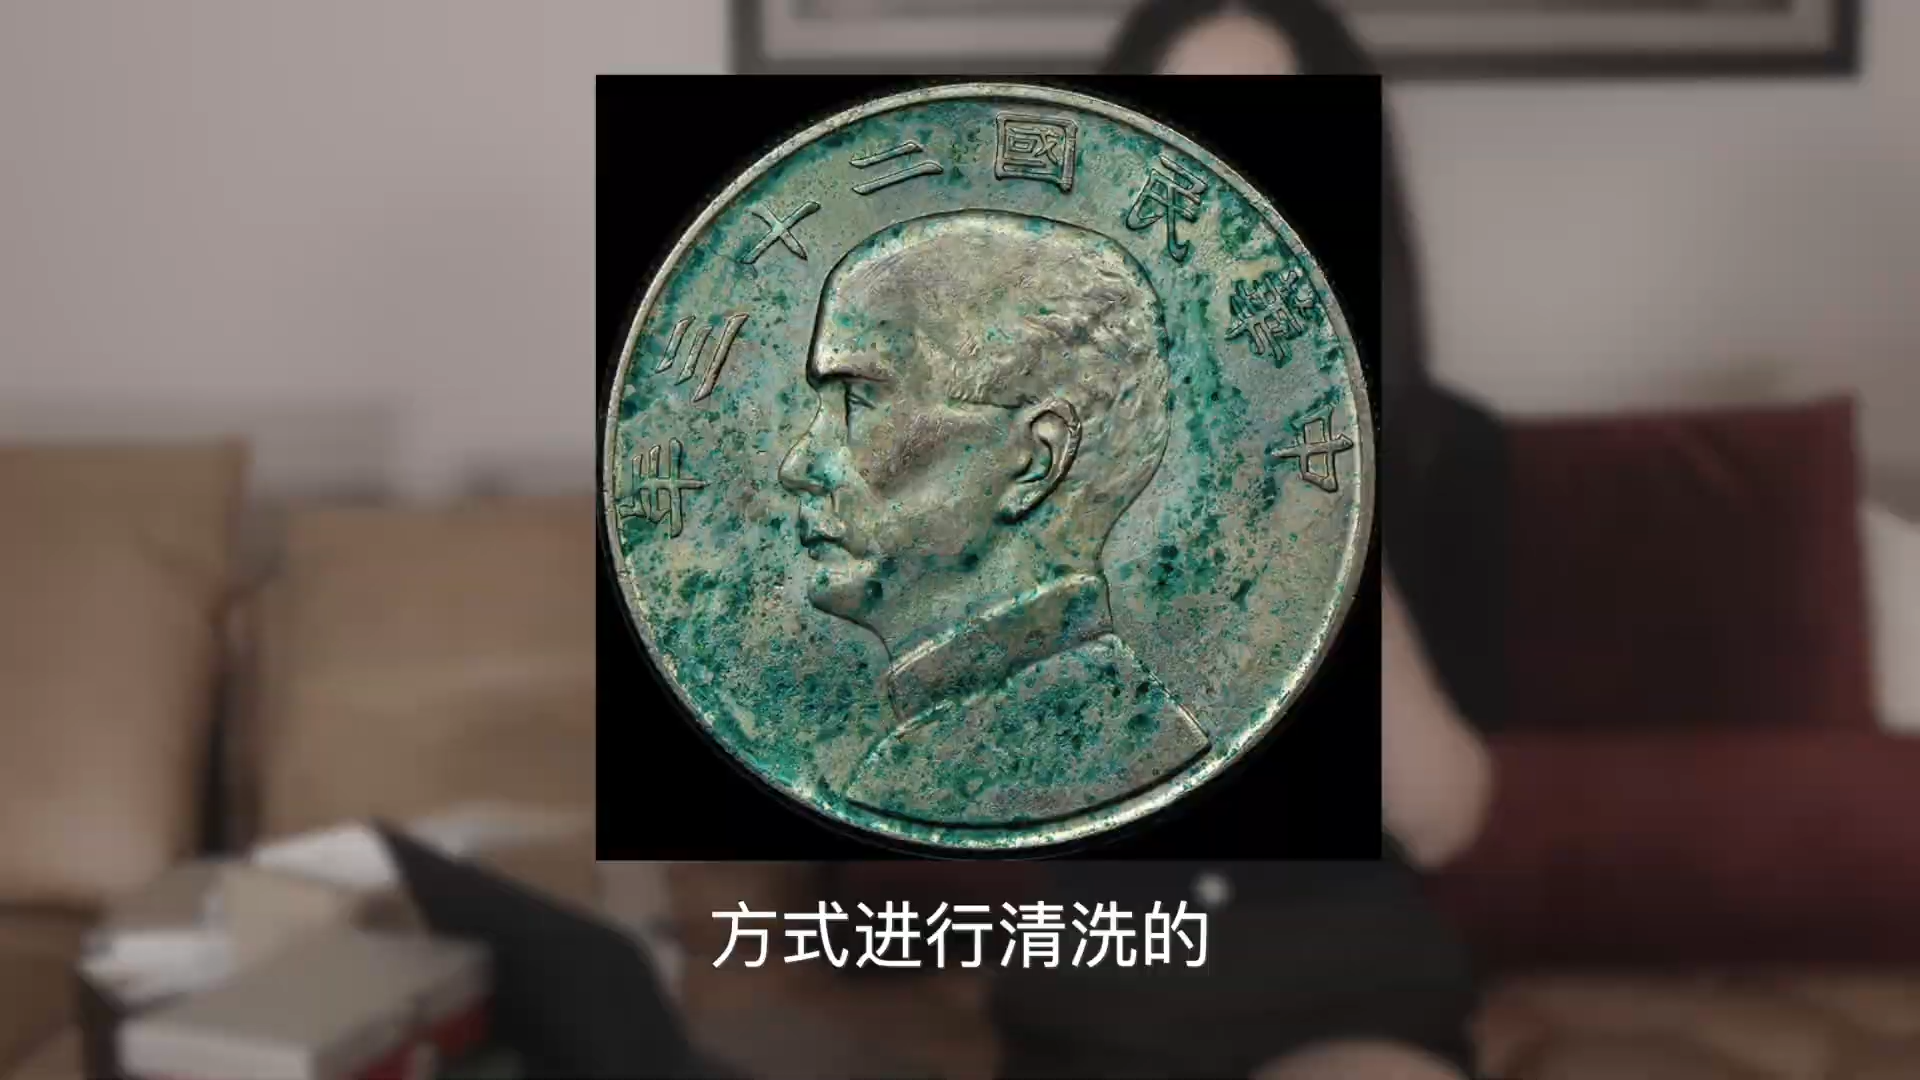 中華民國二十三年
方式进行清洗的